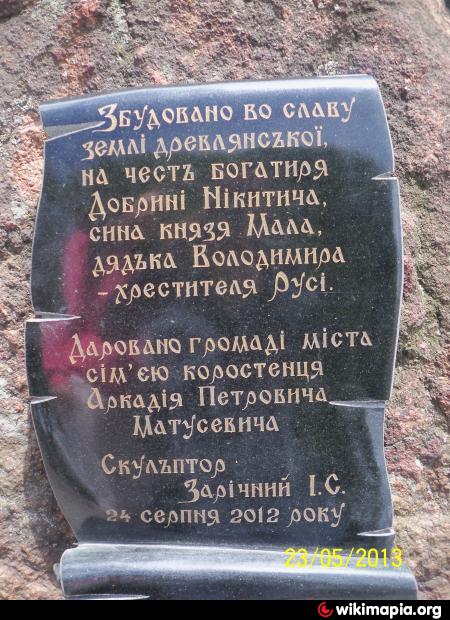 Збудовано во славу
землі древлянської,
на честь богатиря
Добрині Нікитича,
сина князя Мала,
дядька Володимира
- хрестителя Русі.
Даровано громаді міста
сім'єю коростенця
Аркадія Петровича
Матусевича
Скульптор
Зарічний І.С.
24 серпня 2012 року
23/05/2013
wikimapia.org